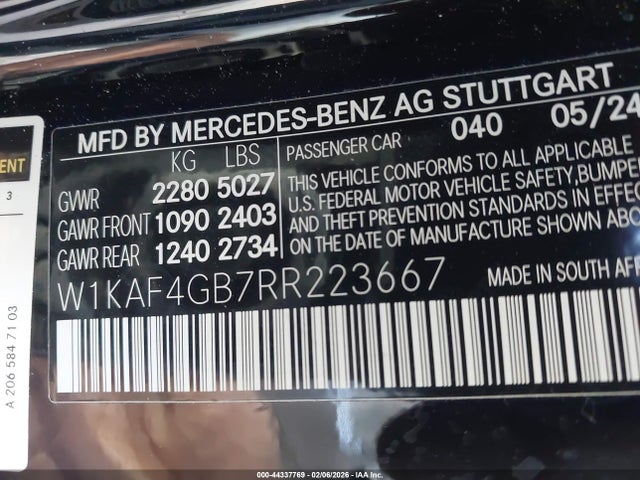 MFD BY MERCEDES-BENZ AG STUTTGART
KG LBS
GVWR 2280 5027
GAWR FRONT 1090 2403
GAWR REAR 1240 2734
PASSENGER CAR 040 05/24
THIS VEHICLE CONFORMS TO ALL APPLICABLE
U.S. FEDERAL MOTOR VEHICLE SAFETY, BUMPE
AND THEFT PREVENTION STANDARDS IN EFFEC
ON THE DATE OF MANUFACTURE SHOWN ABO
W1KAF4GB7RR223667
MADE IN SOUTH AFR
ENT
3
A 206 584 71 03
000-44337769 | 02/06/2026 - IAA Inc.